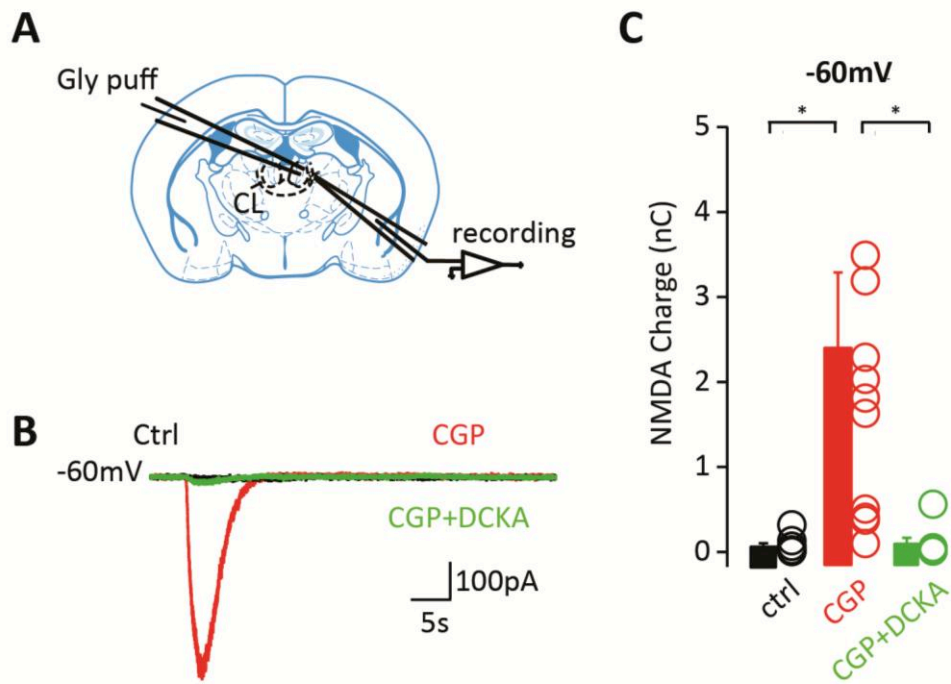 A
Gly puff
CL
recording
B
Ctrl
CGP
-60mV
CGP+DCKA
100pA
5s
C
-60mV
*
*
NMDA Charge (nC)
5
4
3
2
1
0
ctrl
CGP
CGP+DCKA